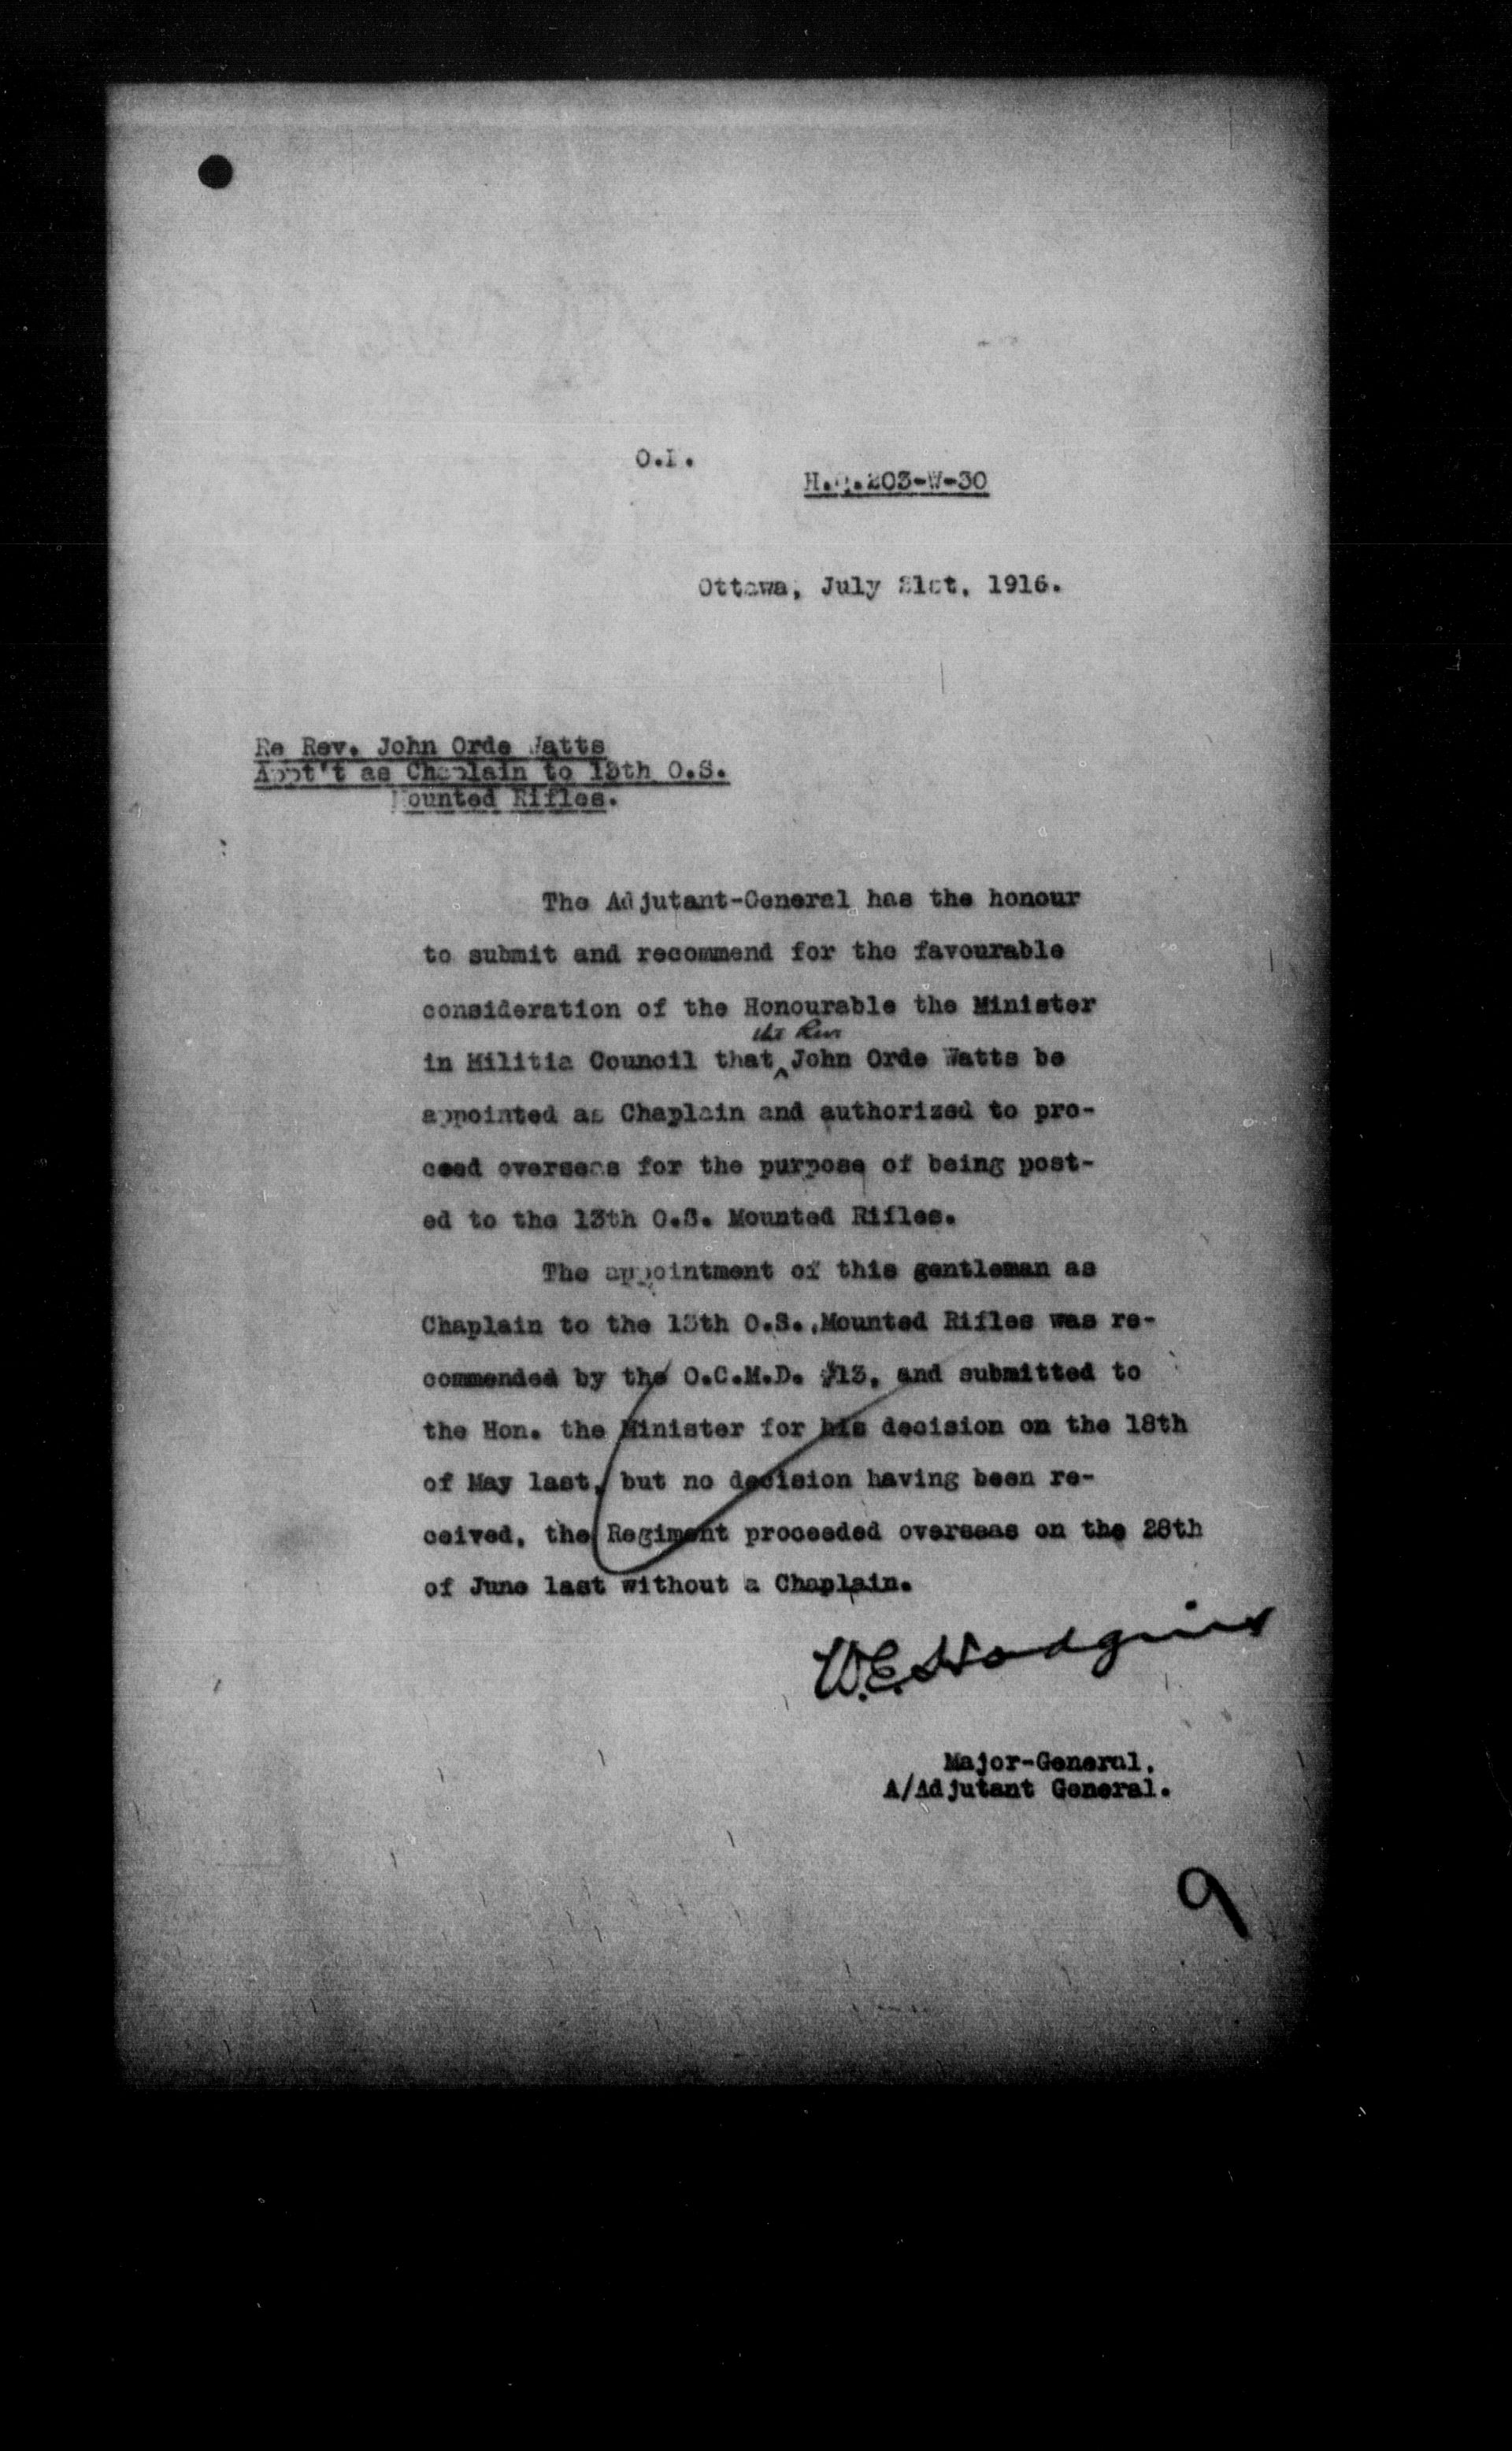 O.I.
H.Q.203-W-30
Ottawa, July 21st, 1916.
Re Rev. John Orde Watts
Appt't as Chaplain to 13th O.S.
Mounted Rifles.
The Adjutant-General has the honour
to submit and recommend for the favourable
consideration of the Honourable the Minister
the Rev
in Militia Council that ^ John Orde Watts be
appointed as Chaplain and authorized to pro-
ceed overseas for the purpose of being post-
ed to the 13th O.S. Mounted Rifles.
The appointment of this gentleman as
Chaplain to the 13th O.S. Mounted Rifles was re-
commended by the O.C.M.D. #13, and submitted to
the Hon. the Minister for his decision on the 18th
of May last, but no decision having been re-
ceived, the Regiment proceeded overseas on the 28th
of June last without a Chaplain.
W.E. Hodgins
Major-General,
A/Adjutant General.
9